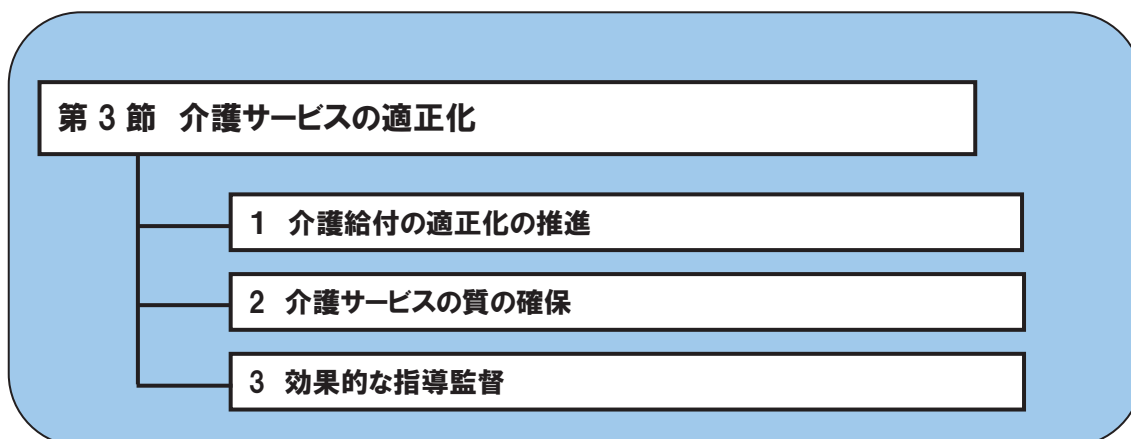 第 3 節 介護サービスの適正化
1 介護給付の適正化の推進
2 介護サービスの質の確保
3 効果的な指導監督